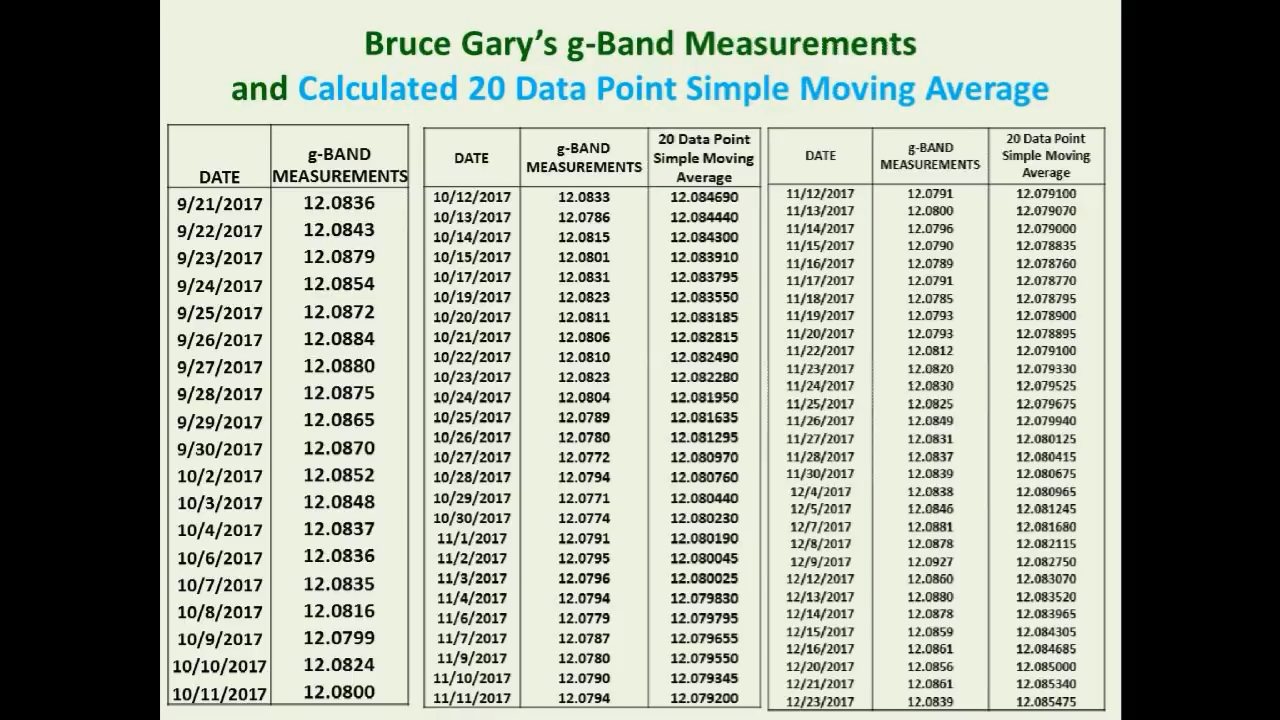 Bruce Gary's g-Band Measurements
and Calculated 20 Data Point Simple Moving Average
DATE g-BAND MEASUREMENTS
9/21/2017 12.0836
9/22/2017 12.0843
9/23/2017 12.0879
9/24/2017 12.0854
9/25/2017 12.0872
9/26/2017 12.0884
9/27/2017 12.0880
9/28/2017 12.0875
9/29/2017 12.0865
9/30/2017 12.0870
10/2/2017 12.0852
10/3/2017 12.0848
10/4/2017 12.0837
10/6/2017 12.0836
10/7/2017 12.0835
10/8/2017 12.0816
10/9/2017 12.0799
10/10/2017 12.0824
10/11/2017 12.0800
DATE g-BAND MEASUREMENTS 20 Data Point Simple Moving Average
10/12/2017 12.0833 12.084690
10/13/2017 12.0786 12.084440
10/14/2017 12.0815 12.084300
10/15/2017 12.0801 12.083910
10/17/2017 12.0831 12.083795
10/19/2017 12.0823 12.083550
10/20/2017 12.0811 12.083185
10/21/2017 12.0806 12.082815
10/22/2017 12.0810 12.082490
10/23/2017 12.0823 12.082280
10/24/2017 12.0804 12.081950
10/25/2017 12.0789 12.081635
10/26/2017 12.0780 12.081295
10/27/2017 12.0772 12.080970
10/28/2017 12.0794 12.080760
10/29/2017 12.0771 12.080440
10/30/2017 12.0774 12.080230
11/1/2017 12.0791 12.080190
11/2/2017 12.0795 12.080045
11/3/2017 12.0796 12.080025
11/4/2017 12.0794 12.079830
11/6/2017 12.0779 12.079795
11/7/2017 12.0787 12.079655
11/9/2017 12.0780 12.079550
11/10/2017 12.0790 12.079345
11/11/2017 12.0794 12.079200
DATE g-BAND MEASUREMENTS 20 Data Point Simple Moving Average
11/12/2017 12.0791 12.079100
11/13/2017 12.0800 12.079070
11/14/2017 12.0796 12.079000
11/15/2017 12.0790 12.078835
11/16/2017 12.0789 12.078760
11/17/2017 12.0791 12.078770
11/18/2017 12.0785 12.078795
11/19/2017 12.0793 12.078900
11/20/2017 12.0793 12.078895
11/22/2017 12.0812 12.079100
11/23/2017 12.0820 12.079330
11/24/2017 12.0830 12.079525
11/25/2017 12.0825 12.079675
11/26/2017 12.0849 12.079940
11/27/2017 12.0831 12.080125
11/28/2017 12.0837 12.080415
11/30/2017 12.0839 12.080675
12/4/2017 12.0838 12.080965
12/5/2017 12.0846 12.081245
12/7/2017 12.0881 12.081680
12/8/2017 12.0878 12.082115
12/9/2017 12.0927 12.082750
12/12/2017 12.0860 12.083070
12/13/2017 12.0880 12.083520
12/14/2017 12.0878 12.083965
12/15/2017 12.0859 12.084305
12/16/2017 12.0861 12.084685
12/20/2017 12.0856 12.085000
12/21/2017 12.0861 12.085340
12/23/2017 12.0839 12.085475